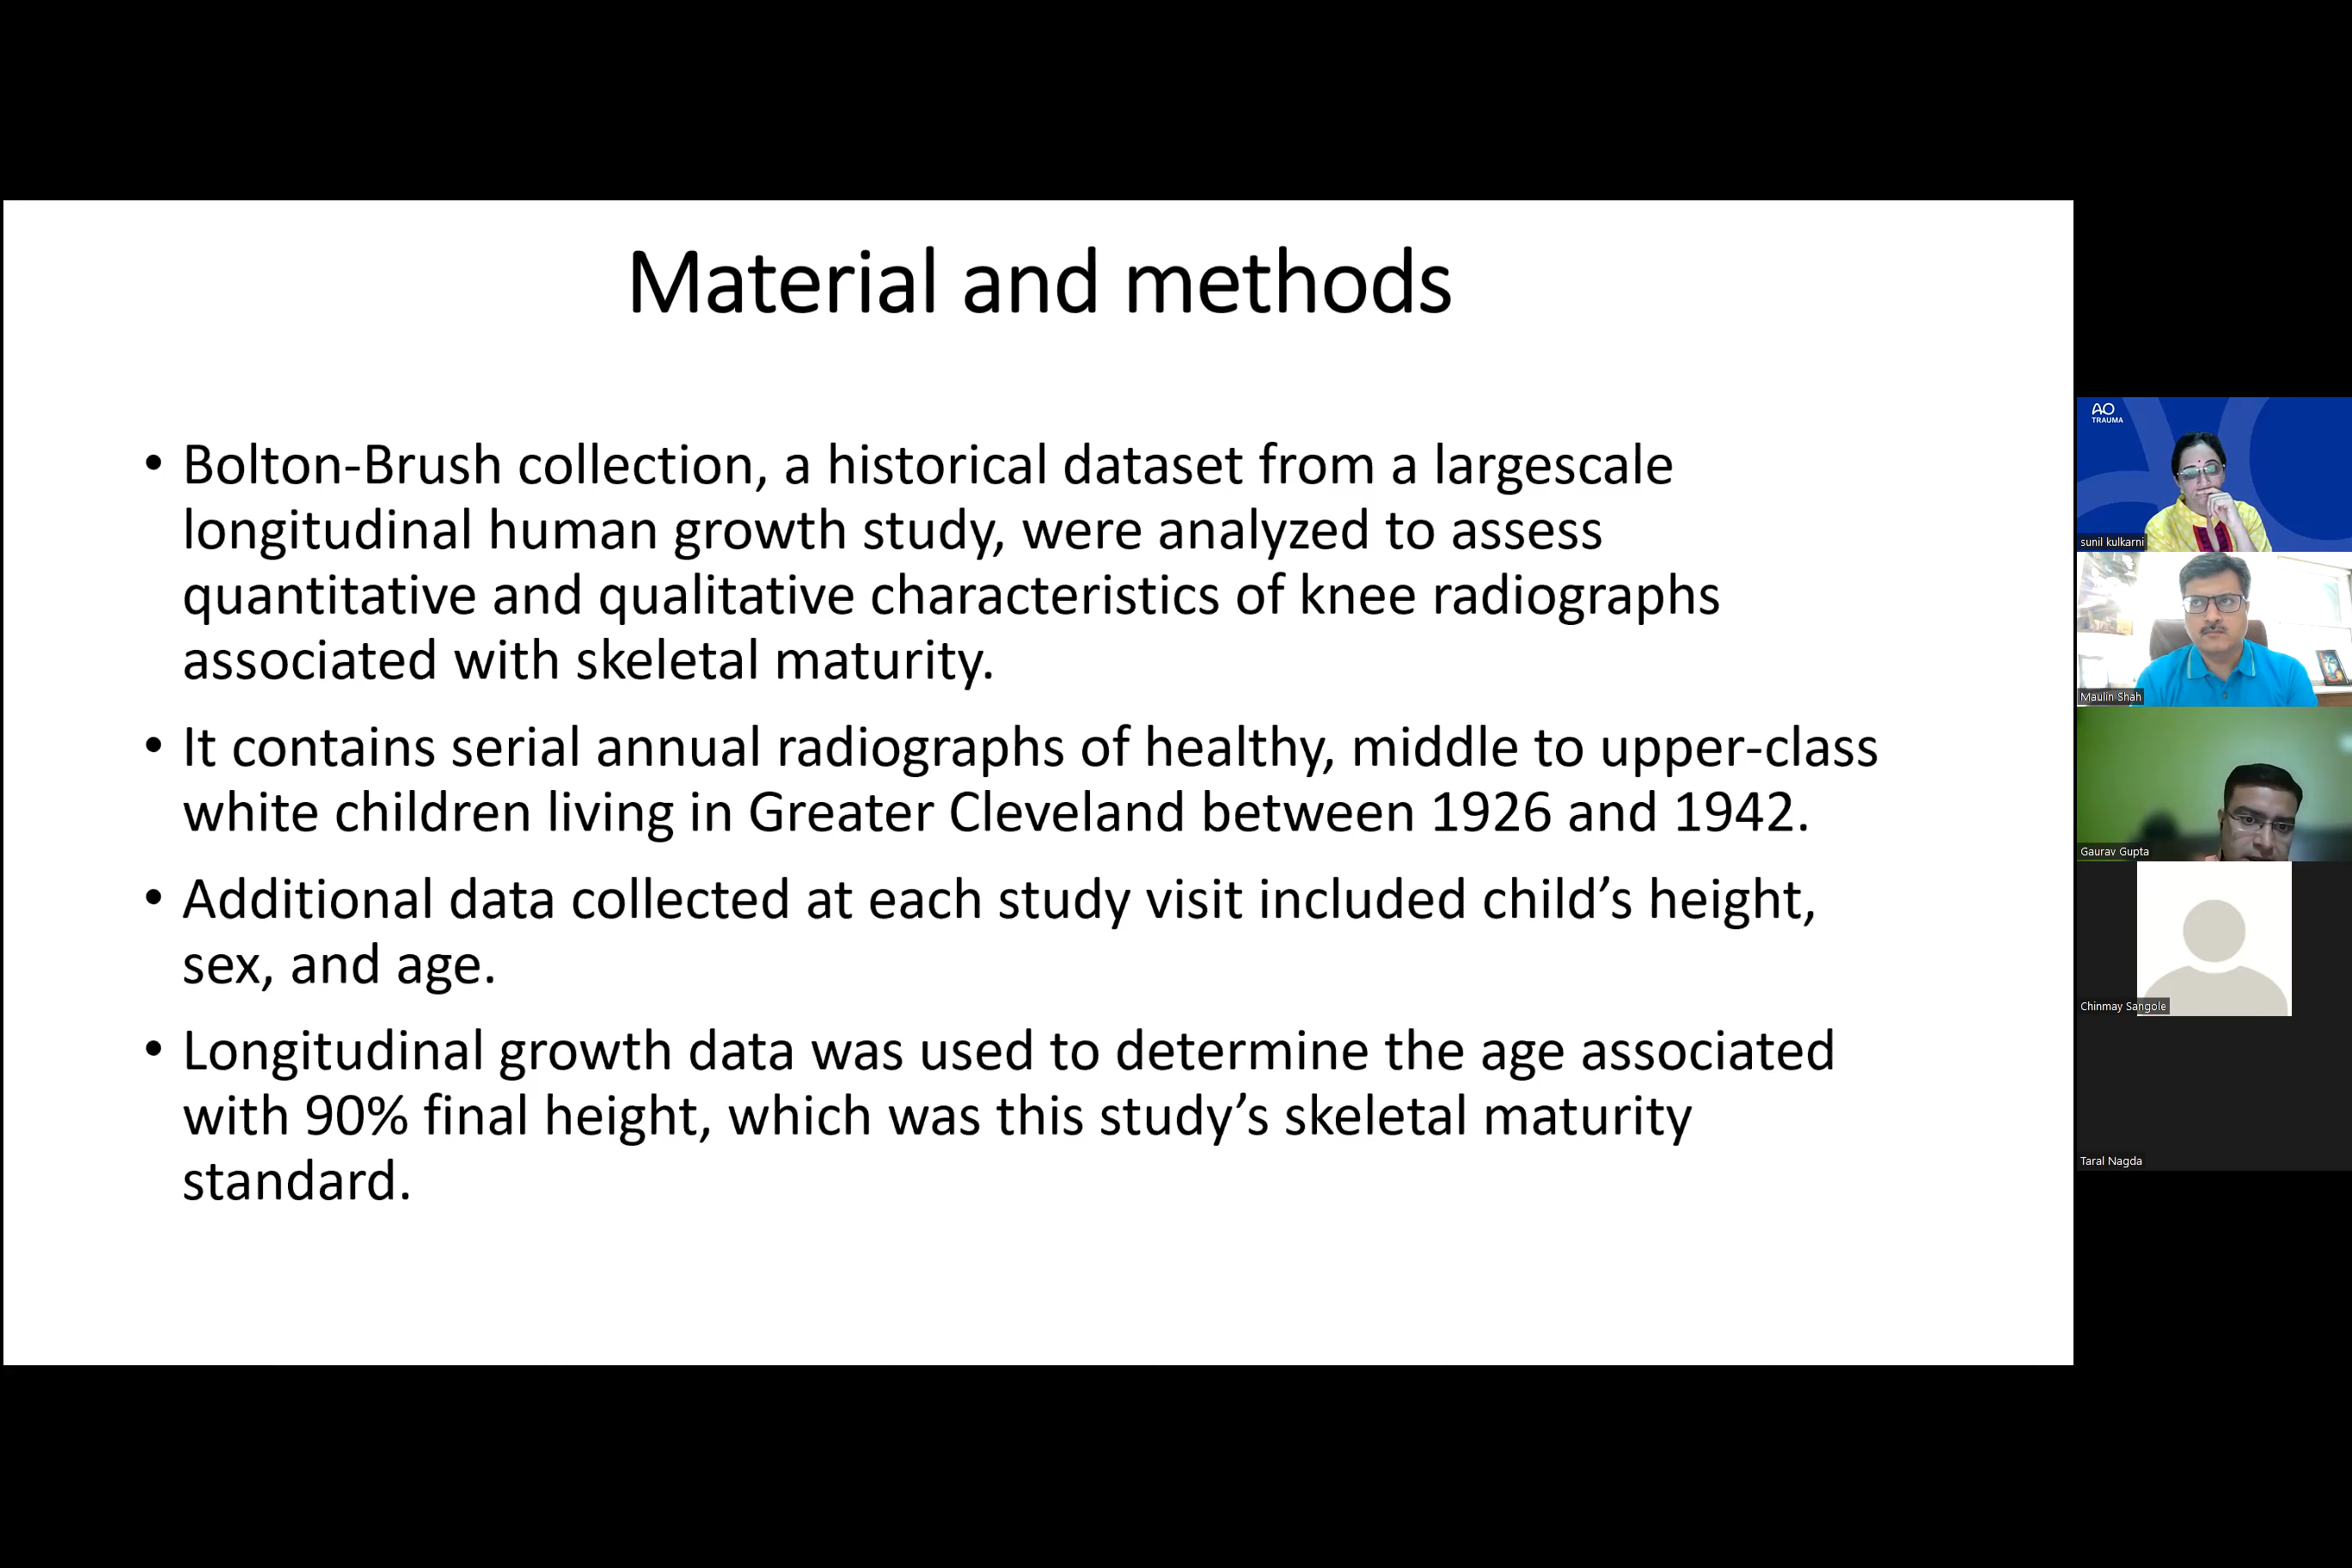 Material and methods
• Bolton-Brush collection, a historical dataset from a largescale
longitudinal human growth study, were analyzed to assess
quantitative and qualitative characteristics of knee radiographs
associated with skeletal maturity.
• It contains serial annual radiographs of healthy, middle to upper-class
white children living in Greater Cleveland between 1926 and 1942.
• Additional data collected at each study visit included child’s height,
sex, and age.
• Longitudinal growth data was used to determine the age associated
with 90% final height, which was this study’s skeletal maturity
standard.
AO
TRAUMA
sunil kulkarni
Maulin Shah
Gaurav Gupta
Chinmay Sangole
Taral Nagda